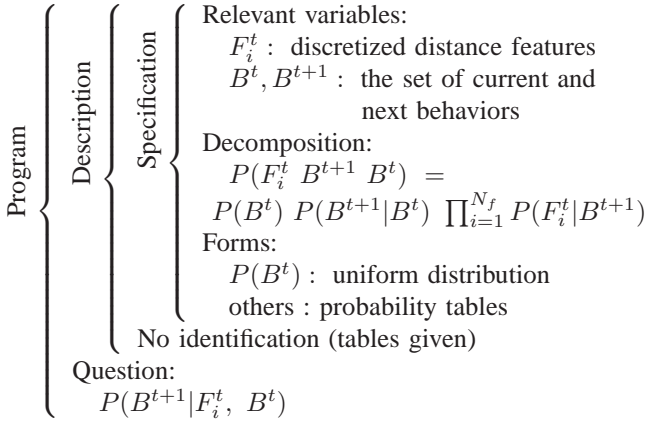 Program
Description
Specification
Relevant variables:
F_i^t : discretized distance features
B^t, B^{t+1} : the set of current and
next behaviors
Decomposition:
P(F_i^t B^{t+1} B^t) =
P(B^t) P(B^{t+1}|B^t) ∏_{i=1}^{N_f} P(F_i^t|B^{t+1})
Forms:
P(B^t) : uniform distribution
others : probability tables
No identification (tables given)
Question:
P(B^{t+1}|F_i^t, B^t)